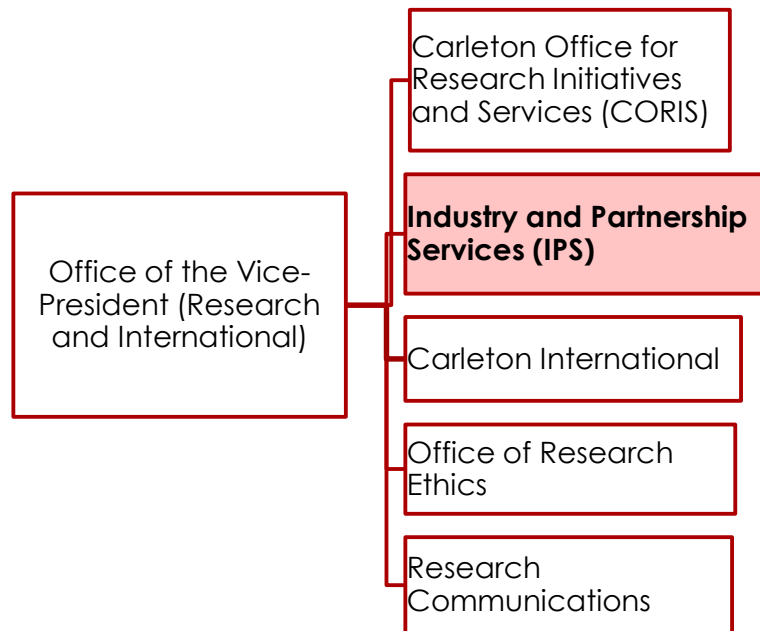 Carleton Office for
Research Initiatives
and Services (CORIS)
Industry and Partnership
Services (IPS)
Office of the Vice-
President (Research
and International)
Carleton International
Office of Research
Ethics
Research
Communications